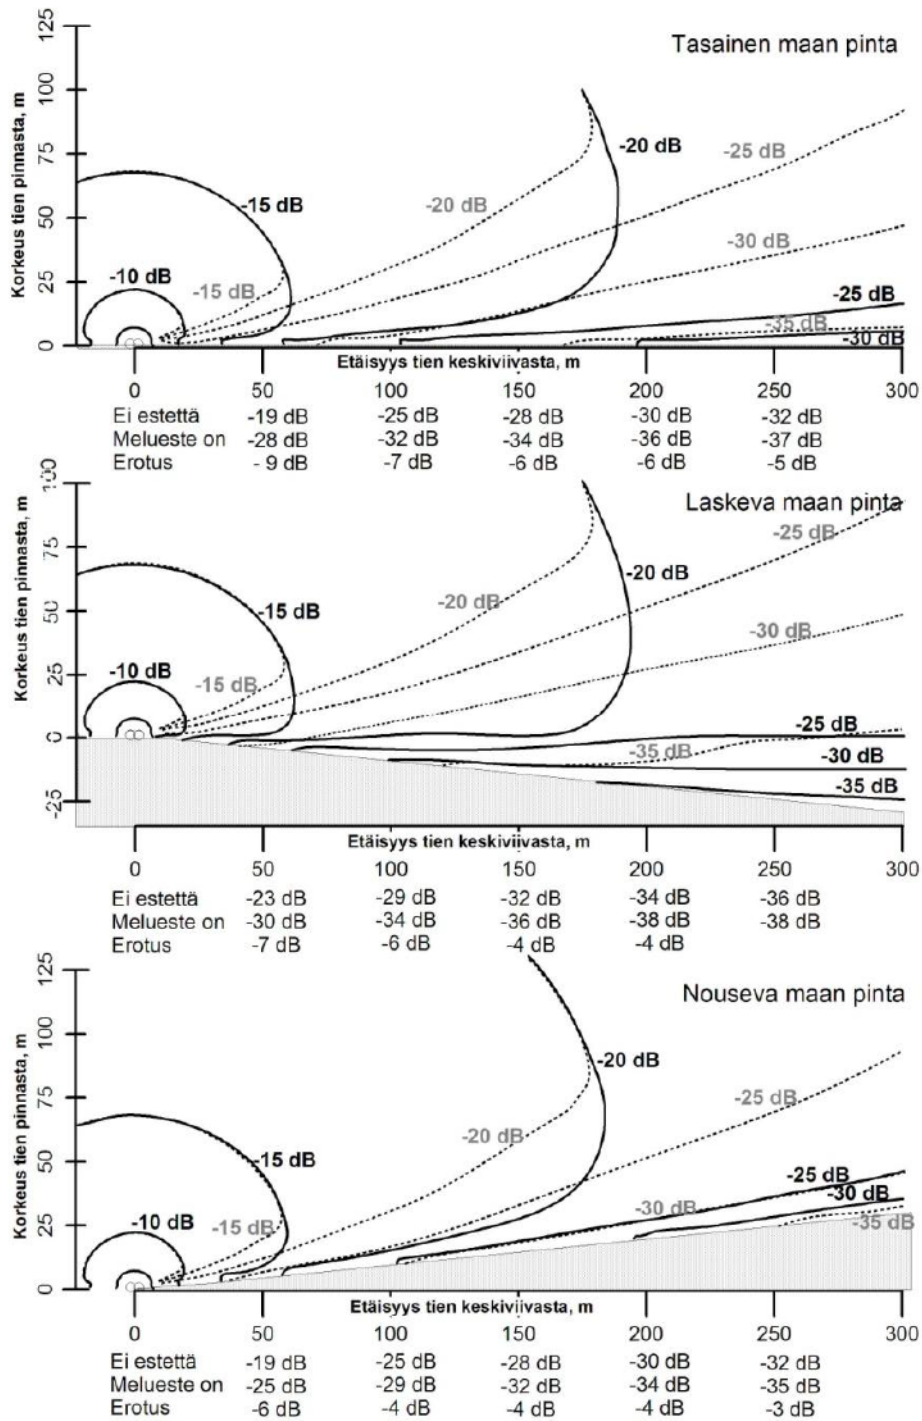 Tasainen maan pinta
Korkeus tien pinnasta, m
125
100
75
50
25
0
-20 dB
-25 dB
-15 dB
-20 dB
-30 dB
-10 dB
-15 dB
-25 dB
-35 dB
-30 dB
Etäisyys tien keskiviivasta, m
0 50 100 150 200 250 300
Ei estettä -19 dB -25 dB -28 dB -30 dB -32 dB
Melueste on -28 dB -32 dB -34 dB -36 dB -37 dB
Erotus - 9 dB -7 dB -6 dB -6 dB -5 dB
Laskeva maan pinta
Korkeus tien pinnasta, m
100
75
50
25
0
-25
-25 dB
-20 dB
-20 dB
-15 dB
-30 dB
-10 dB
-15 dB
-25 dB
-35 dB
-30 dB
-35 dB
Etäisyys tien keskiviivasta, m
0 50 100 150 200 250 300
Ei estettä -23 dB -29 dB -32 dB -34 dB -36 dB
Melueste on -30 dB -34 dB -36 dB -38 dB -38 dB
Erotus -7 dB -6 dB -4 dB -4 dB
Nouseva maan pinta
Korkeus tien pinnasta, m
125
100
75
50
25
0
-20 dB
-25 dB
-20 dB
-15 dB
-25 dB
-10 dB
-15 dB
-30 dB
-30 dB
-35 dB
Etäisyys tien keskiviivasta, m
0 50 100 150 200 250 300
Ei estettä -19 dB -25 dB -28 dB -30 dB -32 dB
Melueste on -25 dB -29 dB -32 dB -34 dB -35 dB
Erotus -6 dB -4 dB -4 dB -4 dB -3 dB